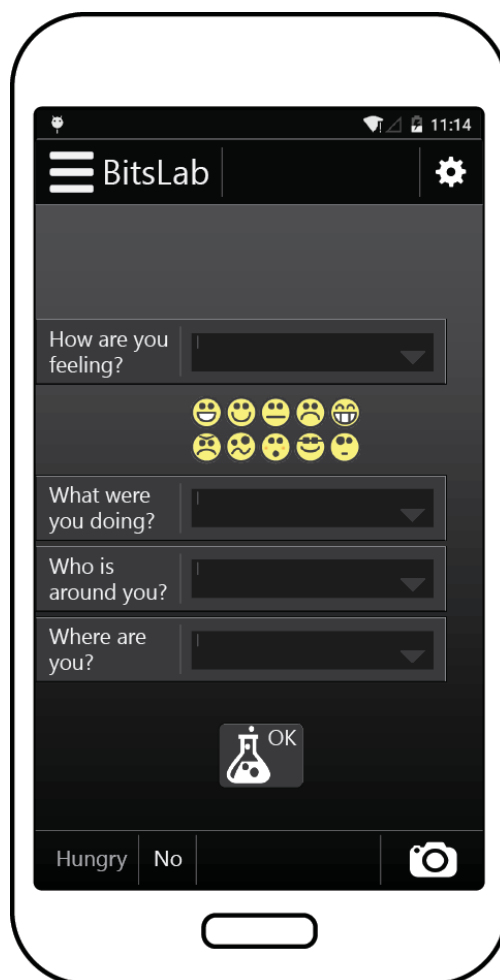 11:14
BitsLab
How are you
feeling?
What were
you doing?
Who is
around you?
Where are
you?
OK
Hungry No